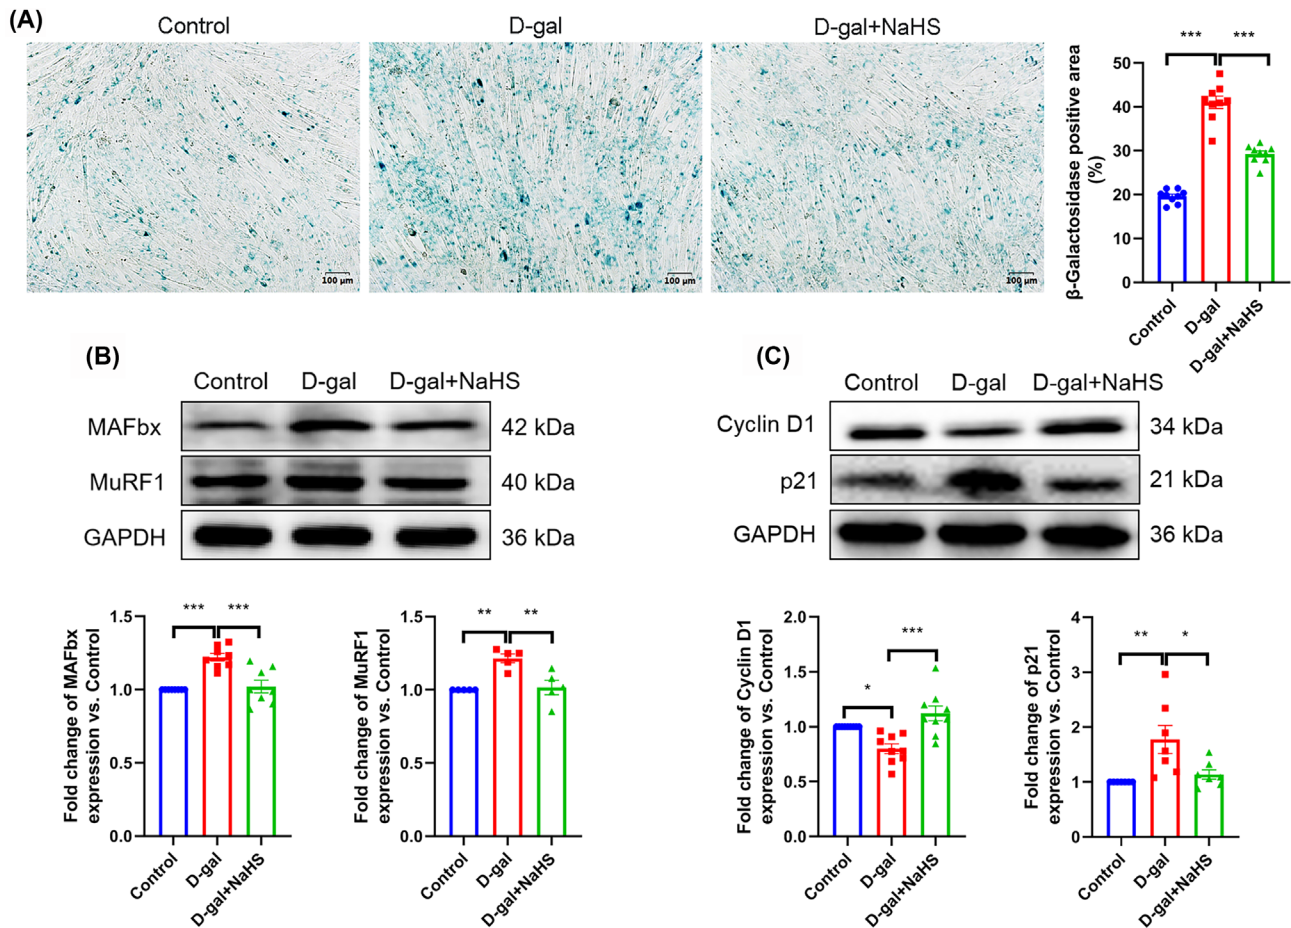 (A)
Control
D-gal
D-gal+NaHS
100 µm
100 µm
100 µm
β-Galactosidase positive area
(%)
***
***
50
40
30
20
10
0
Control
D-gal
D-gal+NaHS
(B)
Control
D-gal
D-gal+NaHS
MAFbx
42 kDa
MuRF1
40 kDa
GAPDH
36 kDa
Fold change of MAFbx
expression vs. Control
***
***
1.5
1.0
0.5
0.0
Control
D-gal
D-gal+NaHS
Fold change of MuRF1
expression vs. Control
**
**
1.5
1.0
0.5
0.0
Control
D-gal
D-gal+NaHS
(C)
Control
D-gal
D-gal+NaHS
Cyclin D1
34 kDa
p21
21 kDa
GAPDH
36 kDa
Fold change of Cyclin D1
expression vs. Control
*
***
2.0
1.5
1.0
0.5
0.0
Control
D-gal
D-gal+NaHS
Fold change of p21
expression vs. Control
**
*
4
3
2
1
0
Control
D-gal
D-gal+NaHS